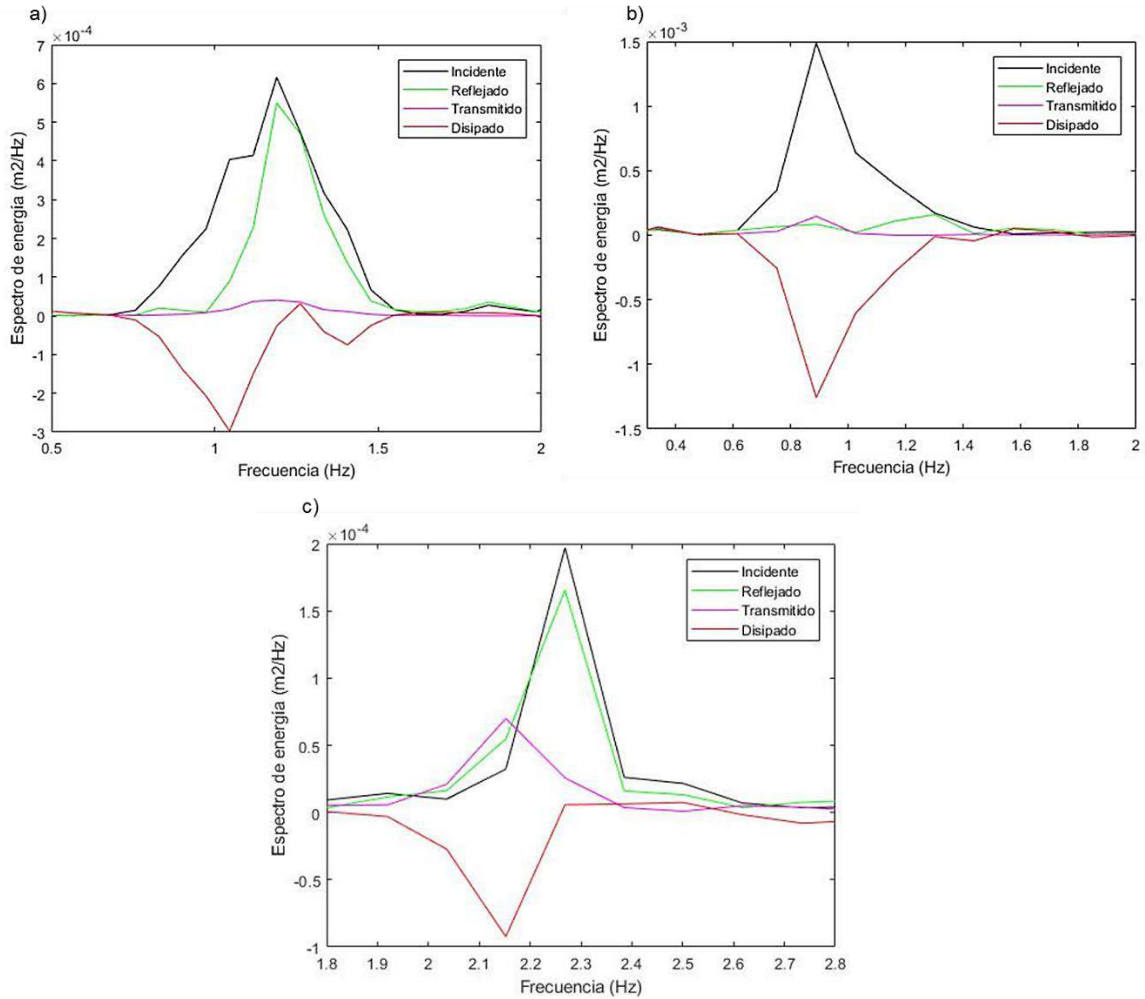 a)
×10⁻⁴
7
6
5
4
3
2
1
0
-1
-2
-3
0.5
1
1.5
2
Espectro de energía (m2/Hz)
Frecuencia (Hz)
Incidente
Reflejado
Transmitido
Disipado
b)
×10⁻³
1.5
1
0.5
0
-0.5
-1
-1.5
0.4
0.6
0.8
1
1.2
1.4
1.6
1.8
2
Espectro de energía (m2/Hz)
Frecuencia (Hz)
Incidente
Reflejado
Transmitido
Disipado
c)
×10⁻⁴
2
1.5
1
0.5
0
-0.5
-1
1.8
1.9
2
2.1
2.2
2.3
2.4
2.5
2.6
2.7
2.8
Espectro de energía (m2/Hz)
Frecuencia (Hz)
Incidente
Reflejado
Transmitido
Disipado